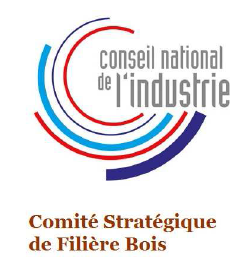 conseil national
de l'industrie
Comité Stratégique
de Filière Bois